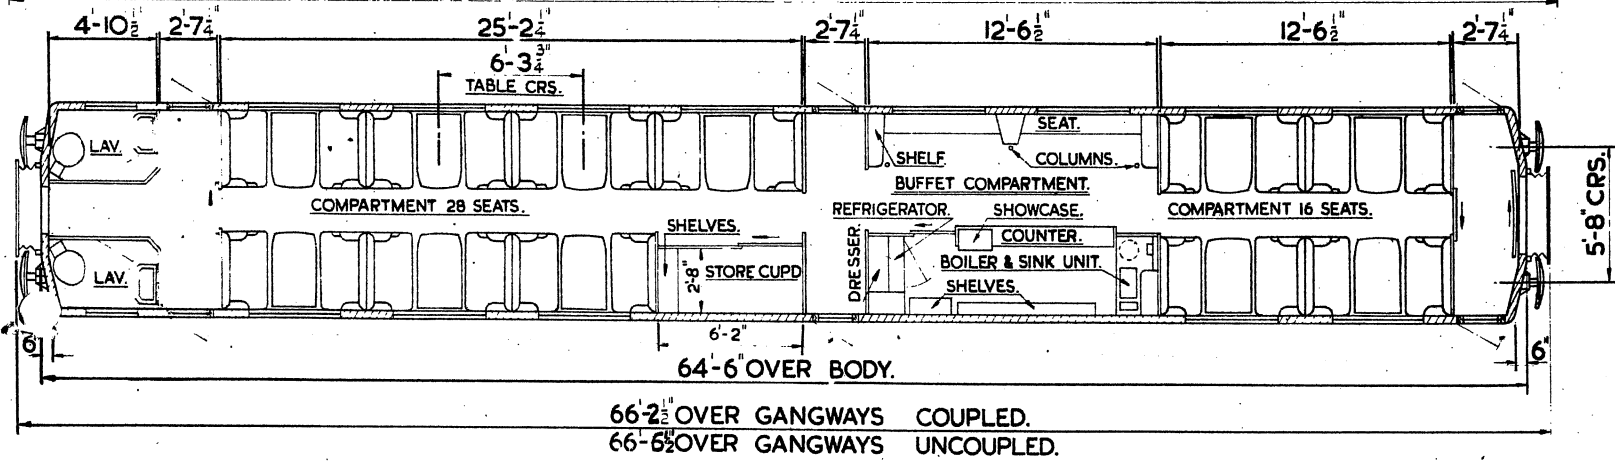 4'-10½" 2'-7¼" 25'-2¼" 2'-7¼" 12'-6½" 12'-6½" 2'-7¼"
6'-3¾"
TABLE CRS.
LAV.
SEAT.
SHELF
COLUMNS.
BUFFET COMPARTMENT.
COMPARTMENT 28 SEATS.
REFRIGERATOR.
SHOWCASE.
COMPARTMENT 16 SEATS.
5'-8" CRS.
SHELVES.
COUNTER.
DRESSER.
LAV.
2'-8"
STORE CUPD
BOILER & SINK UNIT.
SHELVES.
6'-2"
6"
6"
64'-6" OVER BODY.
66'-2½" OVER GANGWAYS COUPLED.
66'-6½" OVER GANGWAYS UNCOUPLED.